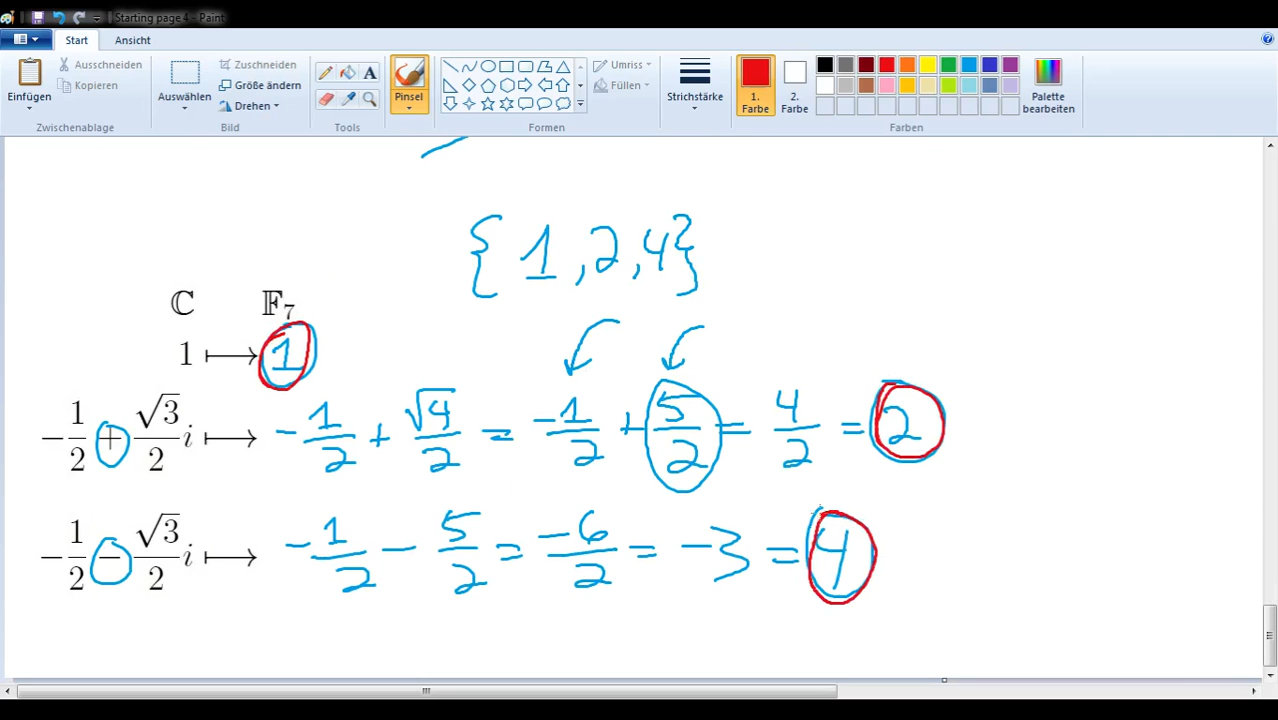 Starting page 4 - Paint
Start Ansicht
Einfügen
Ausschneiden
Kopieren
Zwischenablage
Auswählen
Zuschneiden
Größe ändern
Drehen
Bild
A
Tools
Pinsel
Umriss
Füllen
Formen
Strichstärke
1. Farbe
2. Farbe
Palette bearbeiten
Farben
{ 1 , 2 , 4 }
ℂ 𝔽₇
1 ⟼ 1
-1/2 + √3/2 i ⟼ -1/2 + √4/2 = -1/2 + 5/2 = 4/2 = 2
-1/2 - √3/2 i ⟼ -1/2 - 5/2 = -6/2 = -3 = 4